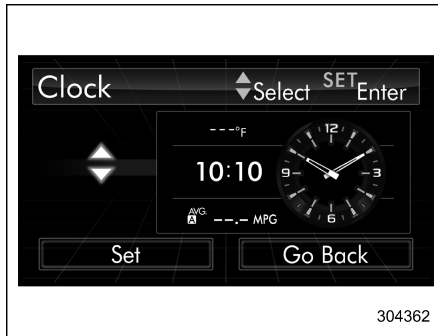 Clock Select SET Enter
---°F
10:10
AVG. A --.- MPG
12
9 3
6
Set Go Back
304362